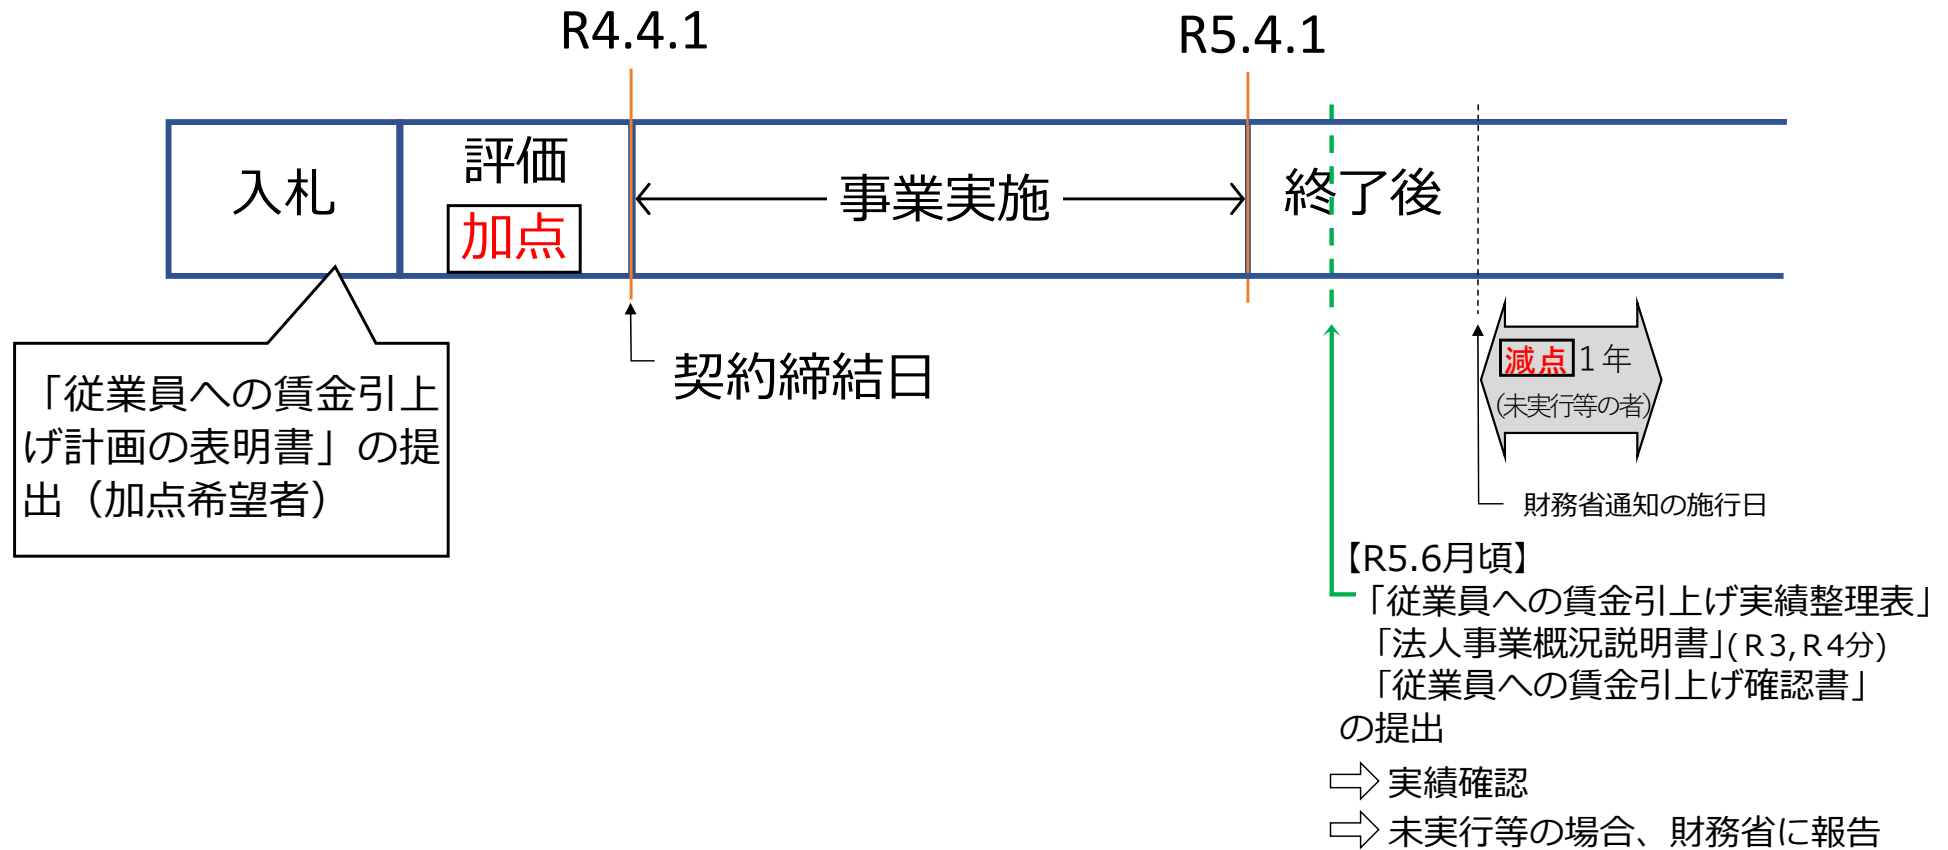 R4.4.1
R5.4.1
入札
評価
加点
事業実施
終了後
契約締結日
「従業員への賃金引上
げ計画の表明書」の提
出（加点希望者）
減点１年
(未実行等の者)
財務省通知の施行日
【R5.6月頃】
「従業員への賃金引上げ実績整理表」
「法人事業概況説明書」(Ｒ3,Ｒ4分)
「従業員への賃金引上げ確認書」
の提出
⇨ 実績確認
⇨ 未実行等の場合、財務省に報告